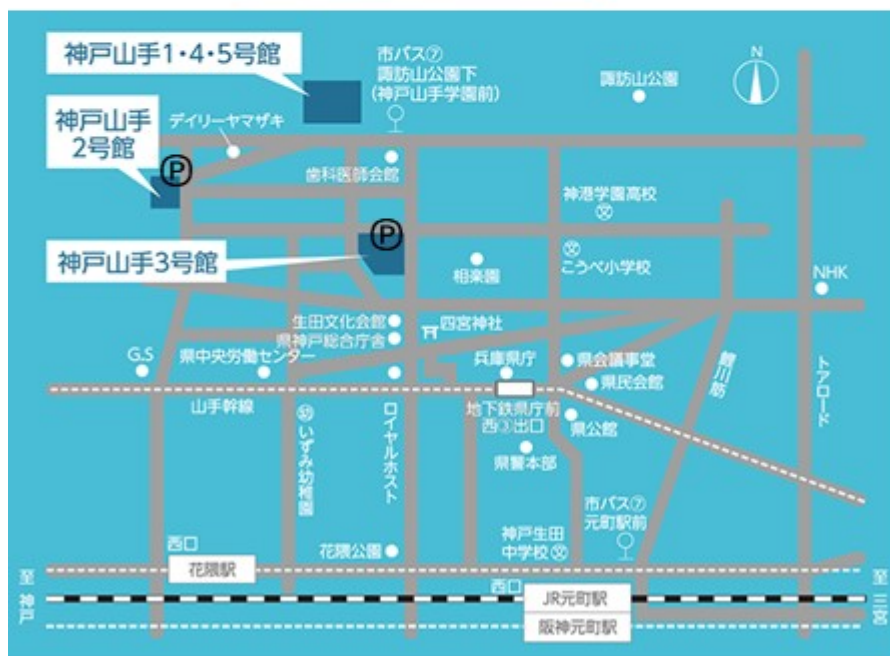 神戸山手1・4・5号館
市バス⑦
諏訪山公園下
（神戸山手学園前）
諏訪山公園
N
神戸山手
2号館
デイリーヤマザキ
P
歯科医師会館
神港学園高校
文
P
文
こうべ小学校
神戸山手3号館
相楽園
NHK
生田文化会館
四宮神社
県神戸総合庁舎
G.S
県中央労働センター
兵庫県庁
県会議事堂
県民会館
鯉川筋
トアロード
山手幹線
地下鉄県庁前
西③出口
県公館
幼いずみ幼稚園
ロイヤルホスト
県警本部
市バス⑦
元町駅前
神戸生田
中学校文
西口
花隈公園
花隈駅
西口
至神戸
JR元町駅
至三宮
阪神元町駅